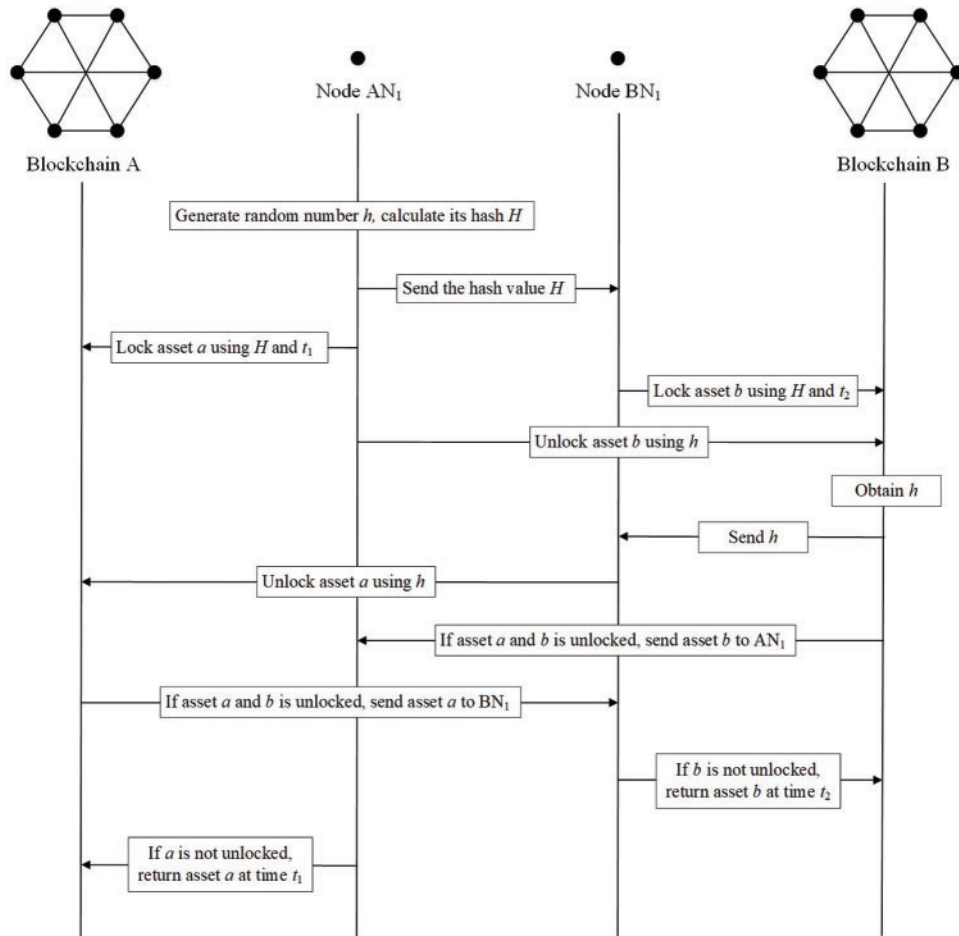 Node AN₁
Node BN₁
Blockchain A
Blockchain B
Generate random number h, calculate its hash H
Send the hash value H
Lock asset a using H and t₁
Lock asset b using H and t₂
Unlock asset b using h
Obtain h
Send h
Unlock asset a using h
If asset a and b is unlocked, send asset b to AN₁
If asset a and b is unlocked, send asset a to BN₁
If b is not unlocked,
return asset b at time t₂
If a is not unlocked,
return asset a at time t₁